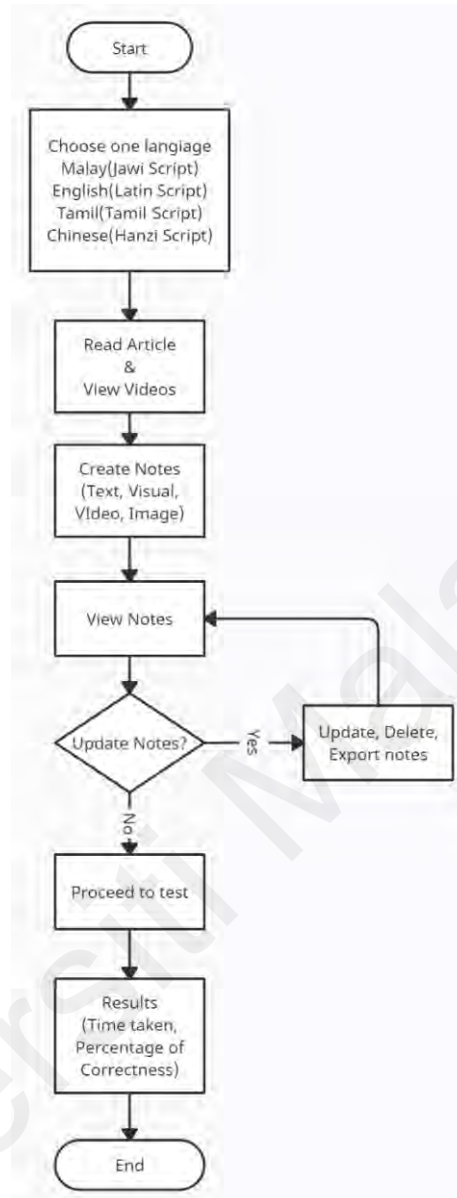 Start
Choose one langiage
Malay(Jawi Script)
English(Latin Script)
Tamil(Tamil Script)
Chinese(Hanzi Script)
Read Article
&
View Videos
Create Notes
(Text, Visual,
VIdeo, Image)
View Notes
Update Notes?
Yes
Update, Delete,
Export notes
No
Proceed to test
Results
(Time taken,
Percentage of
Correctness)
End